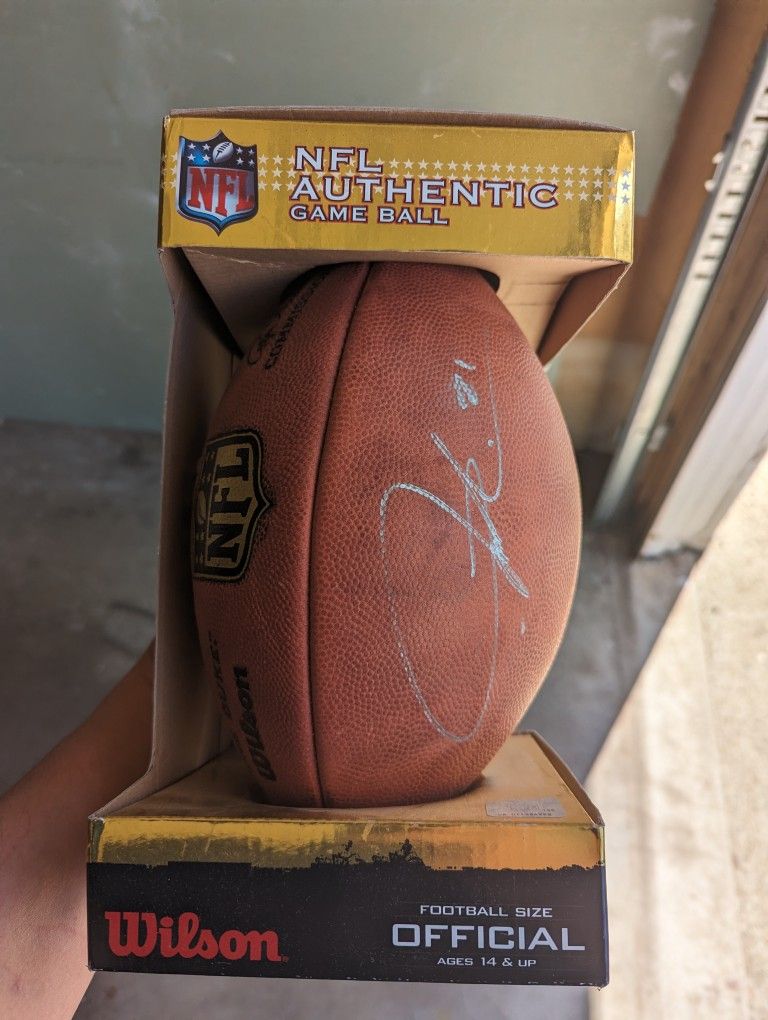 NFL
NFL
AUTHENTIC
GAME BALL
NFL
Wilson
Wilson
FOOTBALL SIZE
OFFICIAL
AGES 14 & UP